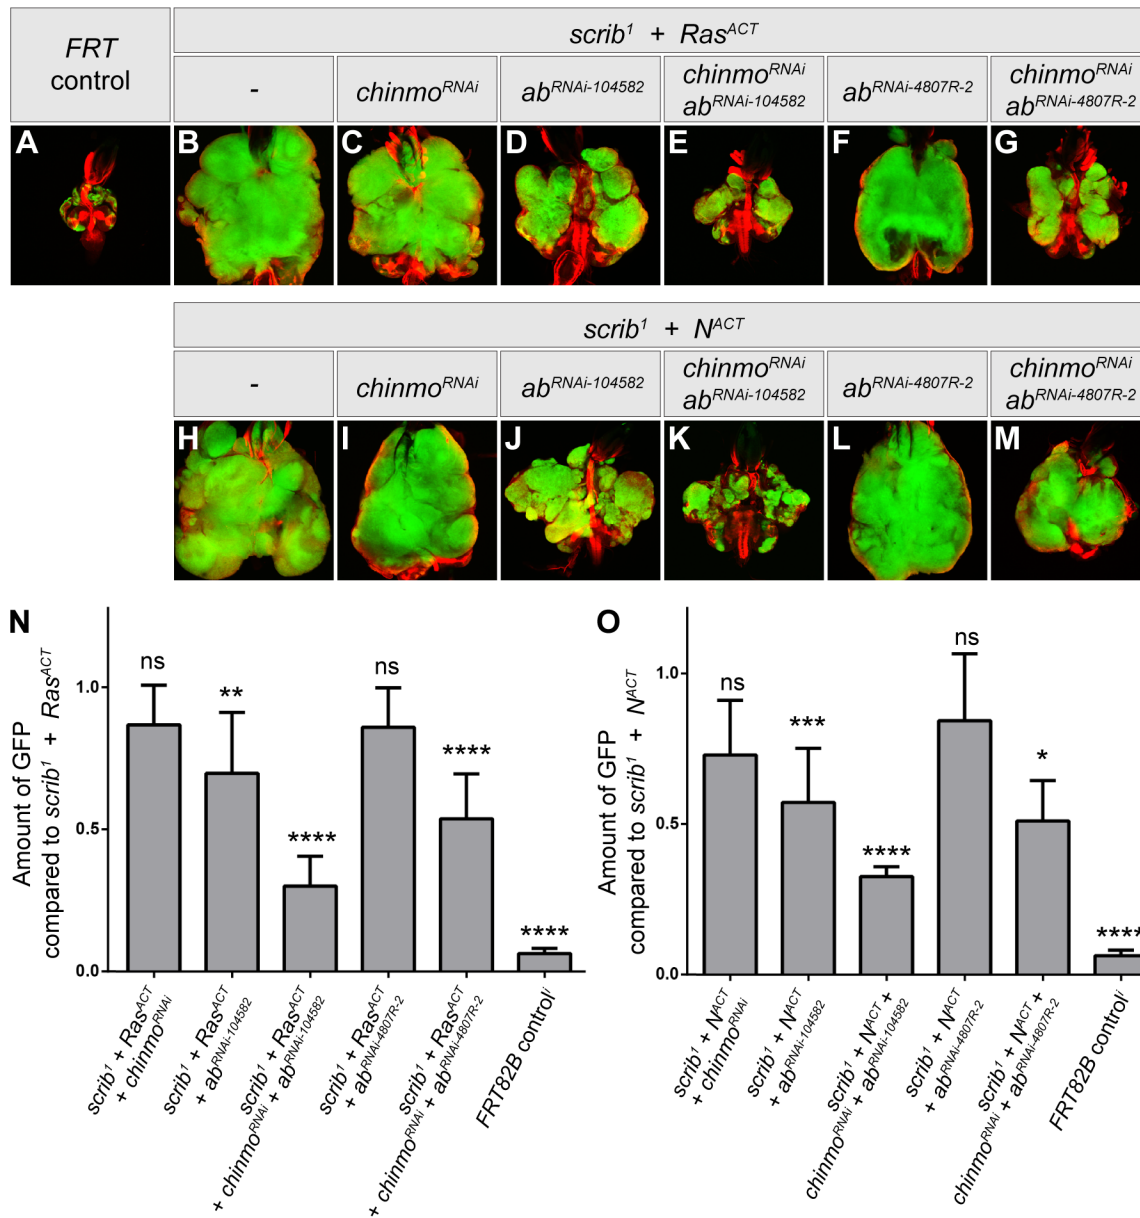 FRT
control
scrib¹ + Rasᴬᶜᵀ
-
chinmoᴿᴺᴬⁱ
abᴿᴺᴬⁱ⁻¹⁰⁴⁵⁸²
chinmoᴿᴺᴬⁱ
abᴿᴺᴬⁱ⁻¹⁰⁴⁵⁸²
abᴿᴺᴬⁱ⁻⁴⁸⁰⁷ᴿ⁻²
chinmoᴿᴺᴬⁱ
abᴿᴺᴬⁱ⁻⁴⁸⁰⁷ᴿ⁻²
A B C D E F G
scrib¹ + Nᴬᶜᵀ
-
chinmoᴿᴺᴬⁱ
abᴿᴺᴬⁱ⁻¹⁰⁴⁵⁸²
chinmoᴿᴺᴬⁱ
abᴿᴺᴬⁱ⁻¹⁰⁴⁵⁸²
abᴿᴺᴬⁱ⁻⁴⁸⁰⁷ᴿ⁻²
chinmoᴿᴺᴬⁱ
abᴿᴺᴬⁱ⁻⁴⁸⁰⁷ᴿ⁻²
H I J K L M
N
Amount of GFP
compared to scrib¹ + Rasᴬᶜᵀ
1.0
0.5
0.0
ns
**
****
ns
****
****
scrib¹ + Rasᴬᶜᵀ
+ chinmoᴿᴺᴬⁱ
scrib¹ + Rasᴬᶜᵀ
+ abᴿᴺᴬⁱ⁻¹⁰⁴⁵⁸²
scrib¹ + Rasᴬᶜᵀ
+ chinmoᴿᴺᴬⁱ + abᴿᴺᴬⁱ⁻¹⁰⁴⁵⁸²
scrib¹ + Rasᴬᶜᵀ
+ abᴿᴺᴬⁱ⁻⁴⁸⁰⁷ᴿ⁻²
scrib¹ + Rasᴬᶜᵀ
+ chinmoᴿᴺᴬⁱ + abᴿᴺᴬⁱ⁻⁴⁸⁰⁷ᴿ⁻²
FRT82B controlⁱ
O
Amount of GFP
compared to scrib¹ + Nᴬᶜᵀ
1.0
0.5
0.0
ns
***
****
ns
*
****
scrib¹ + Nᴬᶜᵀ
+ chinmoᴿᴺᴬⁱ
scrib¹ + Nᴬᶜᵀ
+ abᴿᴺᴬⁱ⁻¹⁰⁴⁵⁸²
scrib¹ + Nᴬᶜᵀ +
chinmoᴿᴺᴬⁱ + abᴿᴺᴬⁱ⁻¹⁰⁴⁵⁸²
scrib¹ + Nᴬᶜᵀ
+ abᴿᴺᴬⁱ⁻⁴⁸⁰⁷ᴿ⁻²
scrib¹ + Nᴬᶜᵀ +
chinmoᴿᴺᴬⁱ + abᴿᴺᴬⁱ⁻⁴⁸⁰⁷ᴿ⁻²
FRT82B controlⁱ